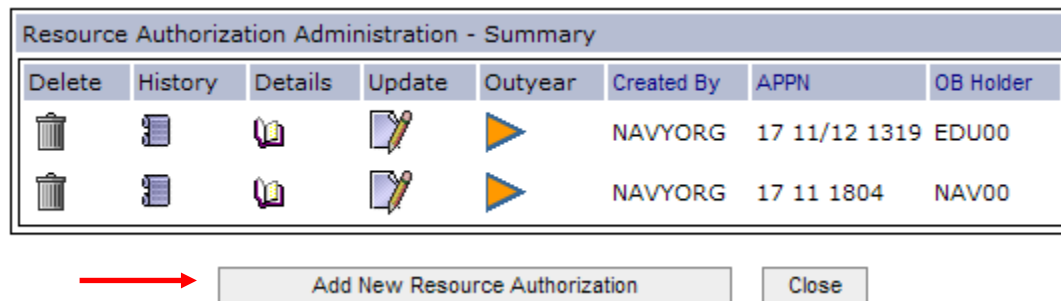 Resource Authorization Administration - Summary
Delete History Details Update Outyear Created By APPN OB Holder
NAVYORG 17 11/12 1319 EDU00
NAVYORG 17 11 1804 NAV00
Add New Resource Authorization Close